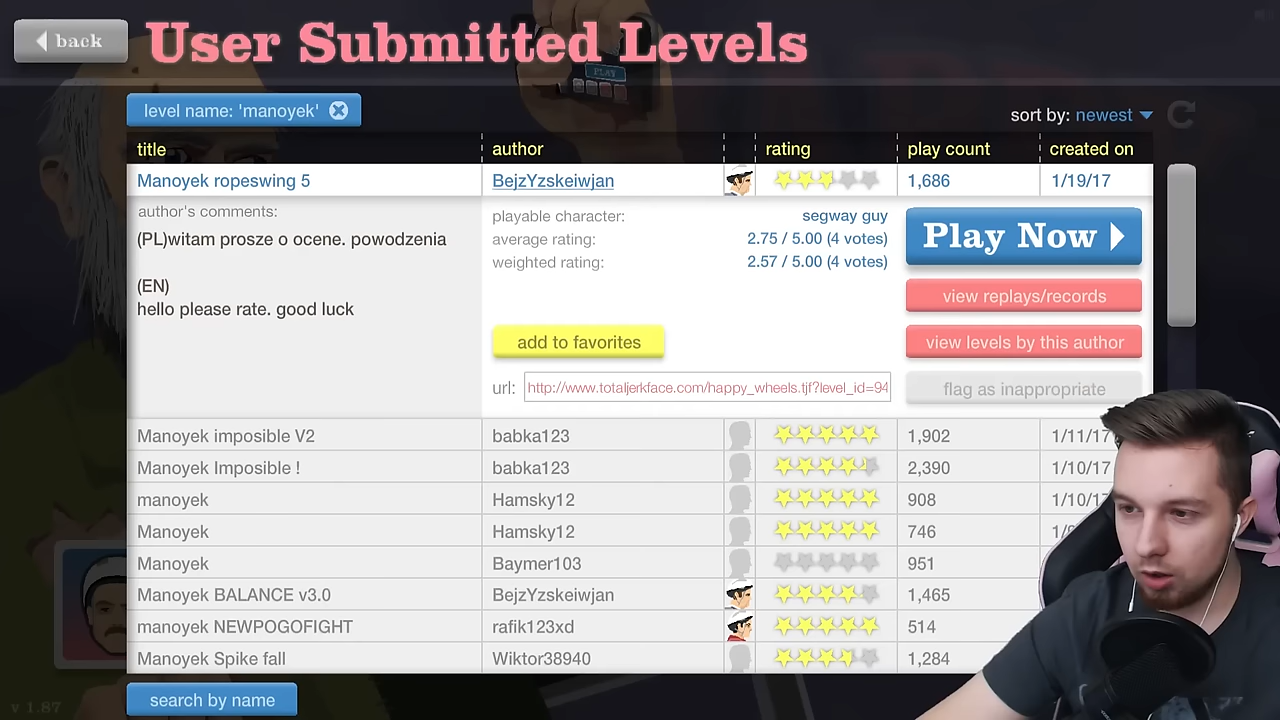 back
User Submitted Levels
PLAY
level name: 'manoyek'
sort by: newest
title author rating play count created on
Manoyek ropeswing 5 BejzYzskeiwjan 1,686 1/19/17
author's comments:
(PL)witam prosze o ocene. powodzenia
(EN)
hello please rate. good luck
playable character: segway guy
average rating: 2.75 / 5.00 (4 votes)
weighted rating: 2.57 / 5.00 (4 votes)
Play Now
view replays/records
add to favorites
view levels by this author
url: http://www.totaljerkface.com/happy_wheels.tjf?level_id=94
flag as inappropriate
Manoyek imposible V2 babka123 1,902 1/11/17
Manoyek Imposible ! babka123 2,390 1/10/17
manoyek Hamsky12 908 1/10/17
Manoyek Hamsky12 746
Manoyek Baymer103 951
Manoyek BALANCE v3.0 BejzYzskeiwjan 1,465
manoyek NEWPOGOFIGHT rafik123xd 514
Manoyek Spike fall Wiktor38940 1,284
search by name
v 1.87